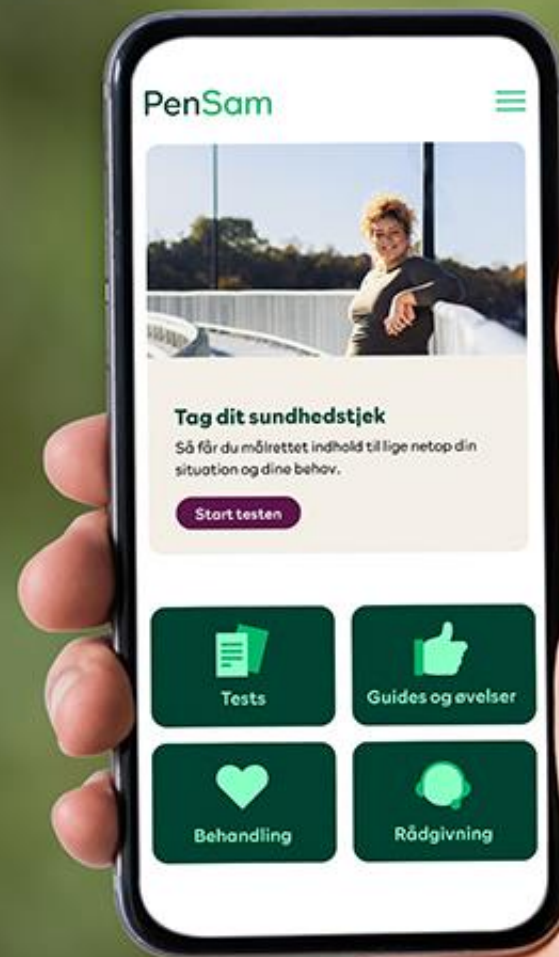 PenSam
Tag dit sundhedstjek
Så får du målrettet indhold til lige netop din
situation og dine behov.
Start testen
Tests
Guides og øvelser
Behandling
Rådgivning